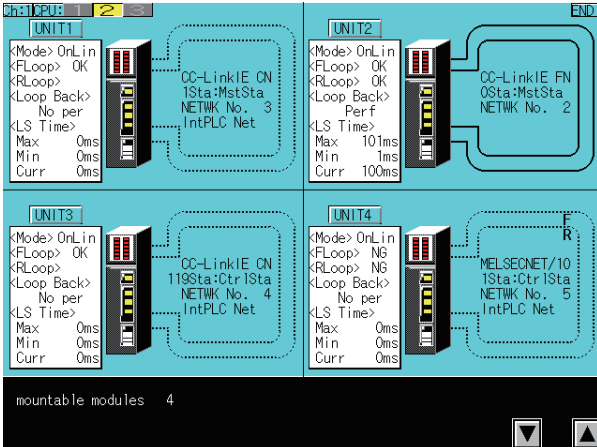 Ch:1 CPU: 1 2 3 END
UNIT1
<Mode> OnLin
<FLoop> OK
<RLoop>
<Loop Back>
No per
<LS Time>
Max 0ms
Min 0ms
Curr 0ms
CC-LinkIE CN
1Sta:MstSta
NETWK No. 3
IntPLC Net
UNIT2
<Mode> OnLin
<FLoop> OK
<RLoop> OK
<Loop Back>
Perf
<LS Time>
Max 101ms
Min 1ms
Curr 100ms
CC-LinkIE FN
0Sta:MstSta
NETWK No. 2
UNIT3
<Mode> OnLin
<FLoop> OK
<RLoop>
<Loop Back>
No per
<LS Time>
Max 0ms
Min 0ms
Curr 0ms
CC-LinkIE CN
119Sta:CtrlSta
NETWK No. 4
IntPLC Net
UNIT4
<Mode> OnLin
<FLoop> NG
<RLoop> NG
<Loop Back>
No per
<LS Time>
Max 0ms
Min 0ms
Curr 0ms
F
R
MELSECNET/10
1Sta:CtrlSta
NETWK No. 5
IntPLC Net
mountable modules 4